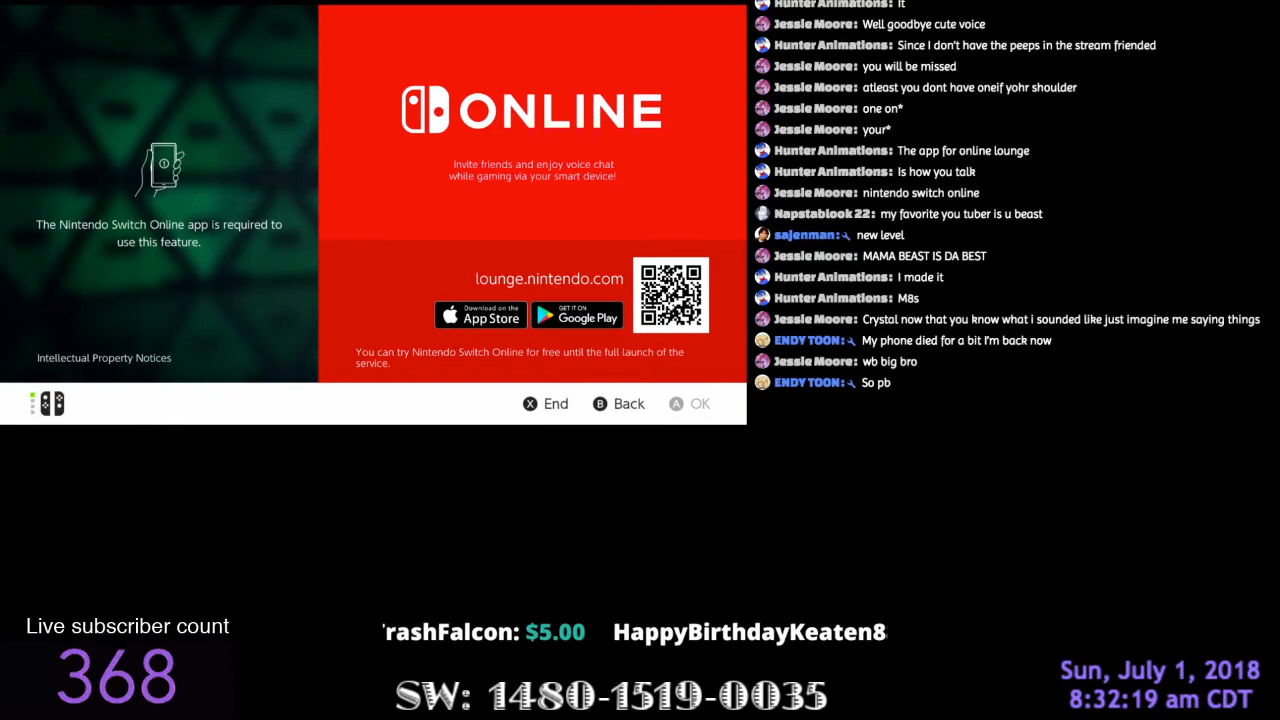 The Nintendo Switch Online app is required to
use this feature.
Intellectual Property Notices
ONLINE
Invite friends and enjoy voice chat
while gaming via your smart device!
lounge.nintendo.com
Download on the
App Store
GET IT ON
Google Play
You can try Nintendo Switch Online for free until the full launch of the
service.
X End B Back A OK
Hunter Animations: It
Jessie Moore: Well goodbye cute voice
Hunter Animations: Since I don't have the peeps in the stream friended
Jessie Moore: you will be missed
Jessie Moore: atleast you dont have oneif yohr shoulder
Jessie Moore: one on*
Jessie Moore: your*
Hunter Animations: The app for online lounge
Hunter Animations: Is how you talk
Jessie Moore: nintendo switch online
Napstablook 22: my favorite you tuber is u beast
sajenman: new level
Jessie Moore: MAMA BEAST IS DA BEST
Hunter Animations: I made it
Hunter Animations: M8s
Jessie Moore: Crystal now that you know what i sounded like just imagine me saying things
ENDY TOON: My phone died for a bit I'm back now
Jessie Moore: wb big bro
ENDY TOON: So pb
Live subscriber count
368
rashFalcon: $5.00 HappyBirthdayKeaten8
SW: 1480-1519-0035
Sun, July 1, 2018
8:32:19 am CDT